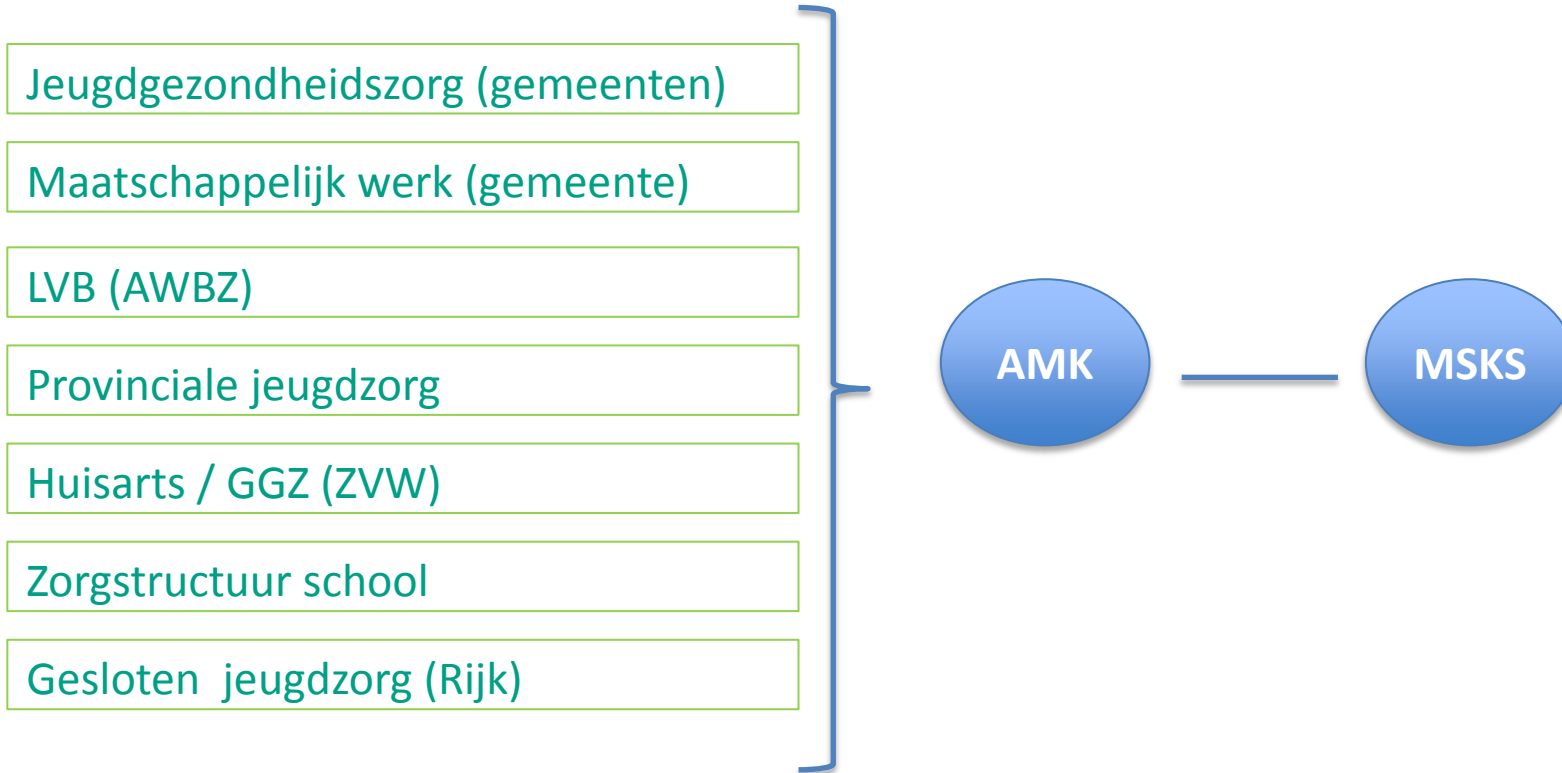 Jeugdgezondheidszorg (gemeenten)
Maatschappelijk werk (gemeente)
LVB (AWBZ)
Provinciale jeugdzorg
Huisarts / GGZ (ZVW)
Zorgstructuur school
Gesloten  jeugdzorg (Rijk)
AMK
MSKS